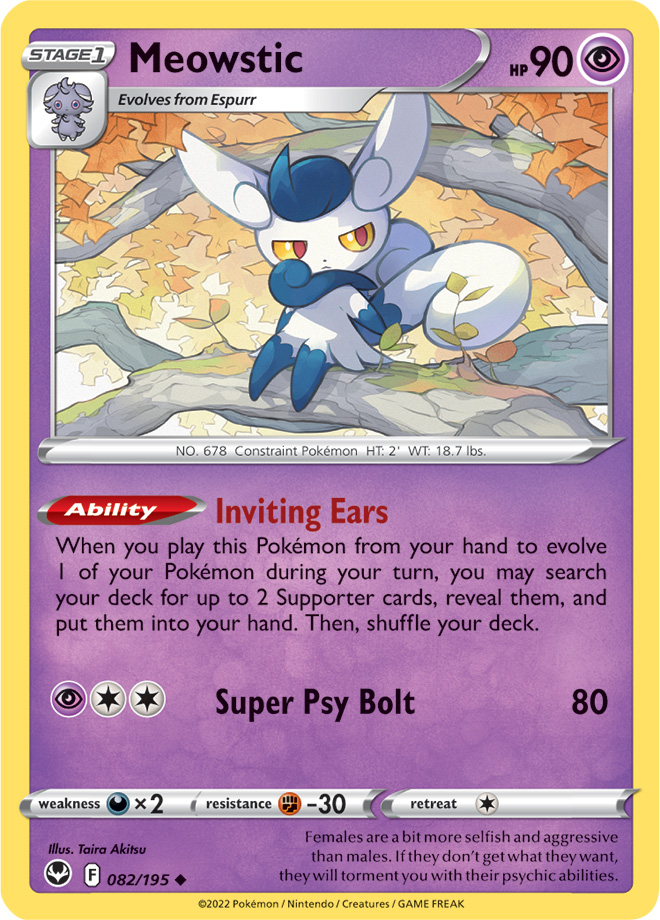 STAGE 1
Meowstic
HP 90
Evolves from Espurr
NO. 678 Constraint Pokémon HT: 2' WT: 18.7 lbs.
Ability
Inviting Ears
When you play this Pokémon from your hand to evolve
1 of your Pokémon during your turn, you may search
your deck for up to 2 Supporter cards, reveal them, and
put them into your hand. Then, shuffle your deck.
Super Psy Bolt 80
weakness ×2 resistance -30 retreat
Illus. Taira Akitsu
F 082/195
Females are a bit more selfish and aggressive
than males. If they don't get what they want,
they will torment you with their psychic abilities.
©2022 Pokémon / Nintendo / Creatures / GAME FREAK